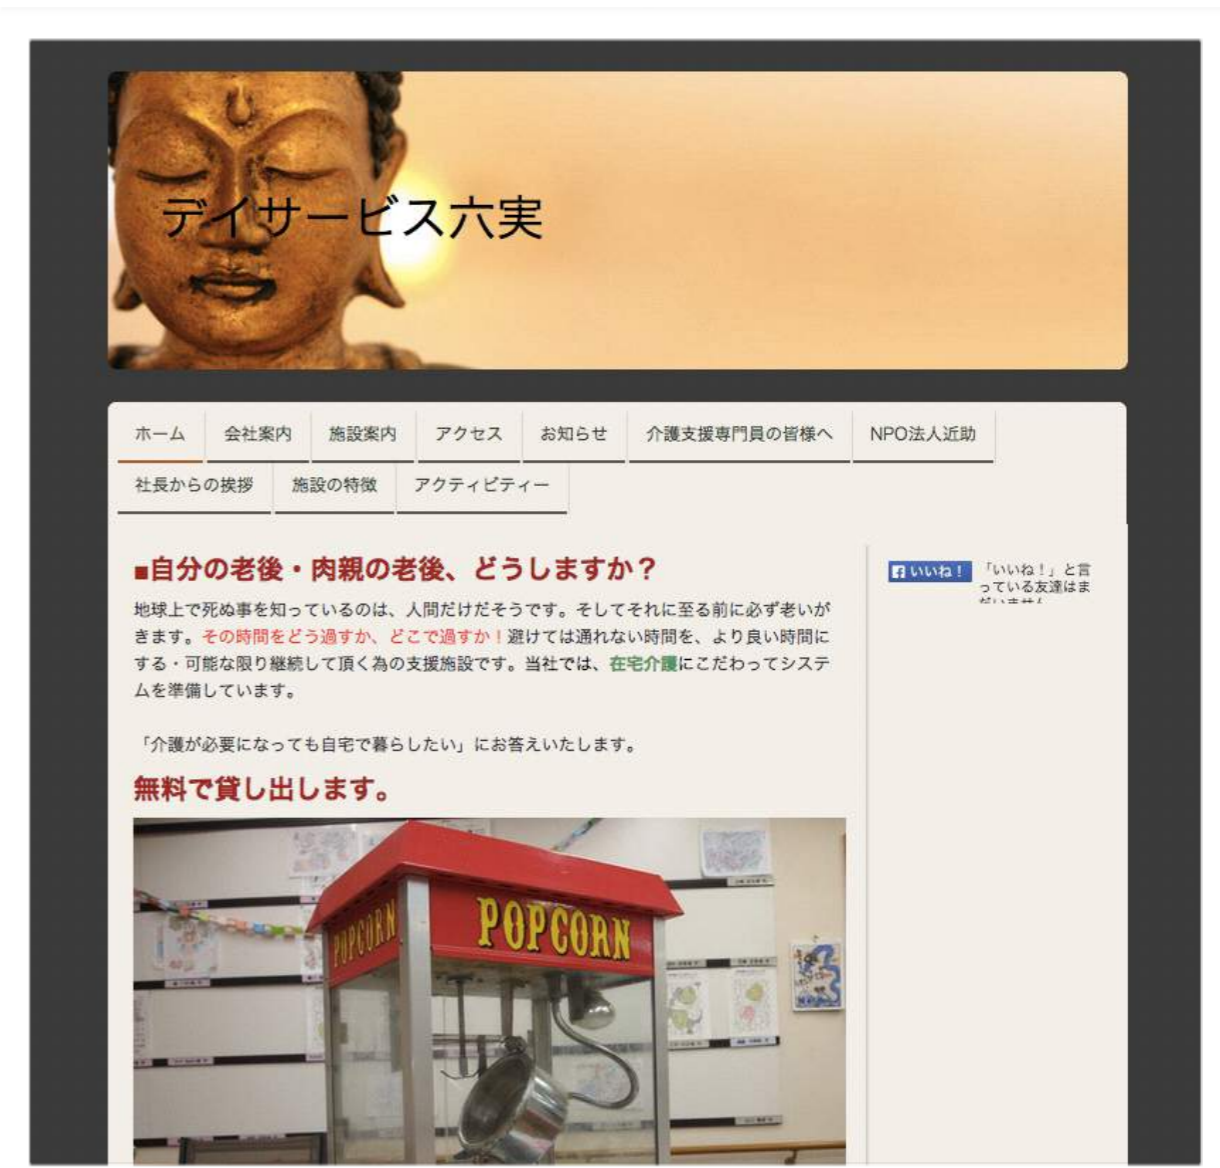 デイサービス六実
ホーム 会社案内 施設案内 アクセス お知らせ 介護支援専門員の皆様へ NPO法人近助
社長からの挨拶 施設の特徴 アクティビティー
■自分の老後・肉親の老後、どうしますか？
地球上で死ぬ事を知っているのは、人間だけだそうです。そしてそれに至る前に必ず老いが
きます。その時間をどう過すか、どこで過すか！避けては通れない時間を、より良い時間に
する・可能な限り継続して頂く為の支援施設です。当社では、在宅介護にこだわってシステ
ムを準備しています。
「介護が必要になっても自宅で暮らしたい」にお答えいたします。
無料で貸し出します。
いいね！
「いいね！」と言
っている友達はま
だいません
POPCORN
POPCORN